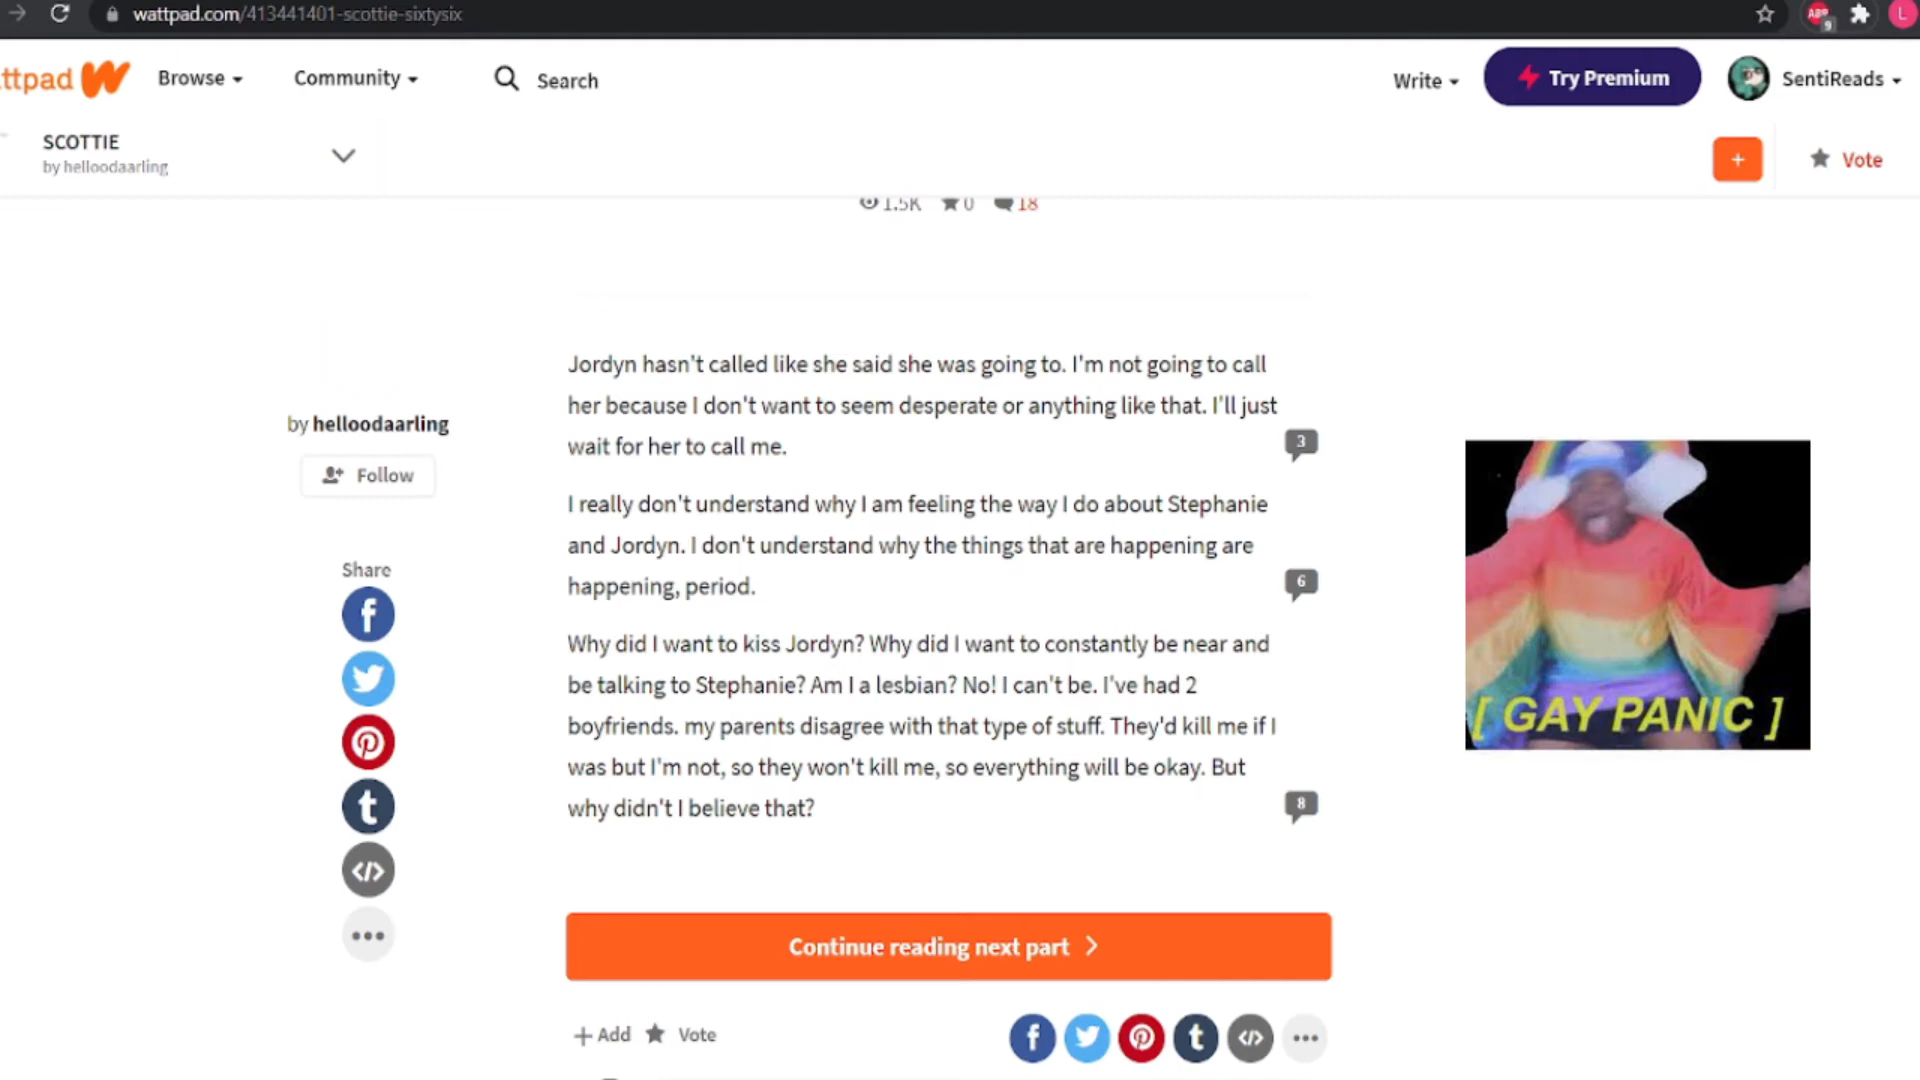 wattpad.com/413441401-scottie-sixtysix
ABP
9
L
ttpad
Browse
Community
Search
Write
Try Premium
SentiReads
SCOTTIE
by helloodaarling
+
Vote
1.5K
0
18
by helloodaarling
Follow
Share
Jordyn hasn't called like she said she was going to. I'm not going to call
her because I don't want to seem desperate or anything like that. I'll just
wait for her to call me.
3
I really don't understand why I am feeling the way I do about Stephanie
and Jordyn. I don't understand why the things that are happening are
happening, period.
6
Why did I want to kiss Jordyn? Why did I want to constantly be near and
be talking to Stephanie? Am I a lesbian? No! I can't be. I've had 2
boyfriends. my parents disagree with that type of stuff. They'd kill me if I
was but I'm not, so they won't kill me, so everything will be okay. But
why didn't I believe that?
8
[ GAY PANIC ]
Continue reading next part
+ Add
Vote